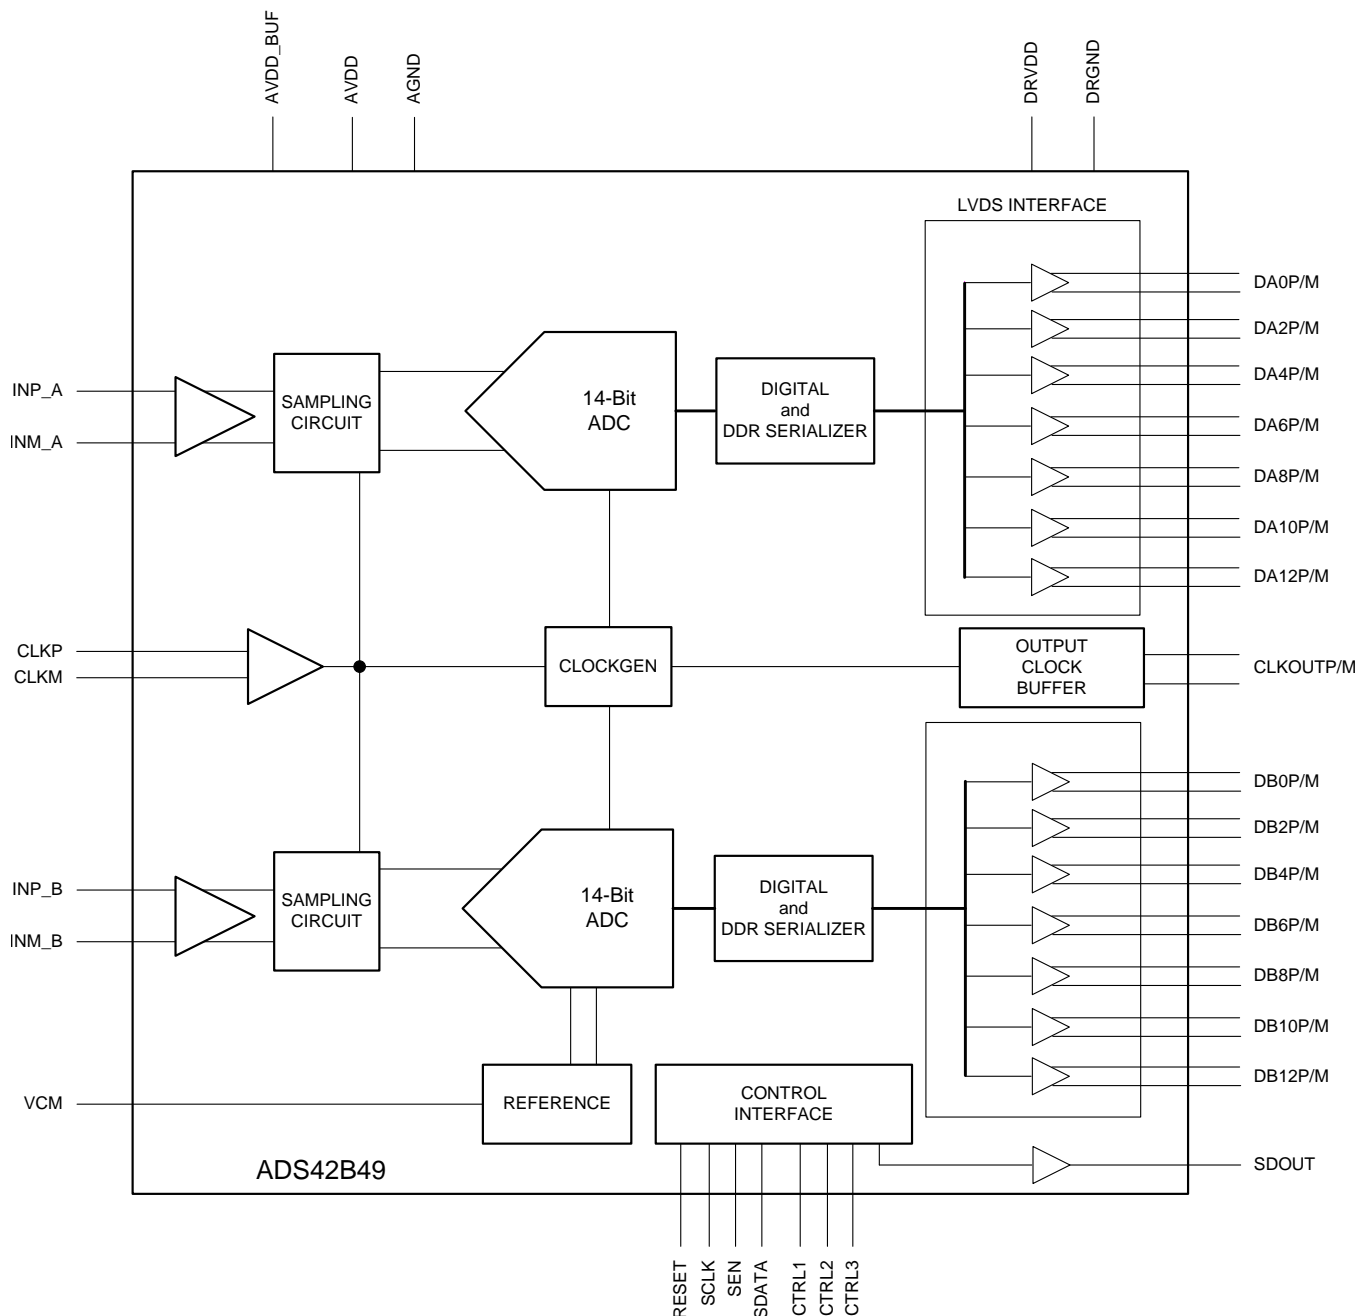 AVDD_BUF
AVDD
AGND
DRVDD
DRGND
LVDS INTERFACE
INP_A
INM_A
SAMPLING
CIRCUIT
14-Bit
ADC
DIGITAL
and
DDR SERIALIZER
DA0P/M
DA2P/M
DA4P/M
DA6P/M
DA8P/M
DA10P/M
DA12P/M
CLKP
CLKM
CLOCKGEN
OUTPUT
CLOCK
BUFFER
CLKOUTP/M
INP_B
INM_B
SAMPLING
CIRCUIT
14-Bit
ADC
DIGITAL
and
DDR SERIALIZER
DB0P/M
DB2P/M
DB4P/M
DB6P/M
DB8P/M
DB10P/M
DB12P/M
VCM
REFERENCE
CONTROL
INTERFACE
SDOUT
ADS42B49
RESET
SCLK
SEN
SDATA
CTRL1
CTRL2
CTRL3